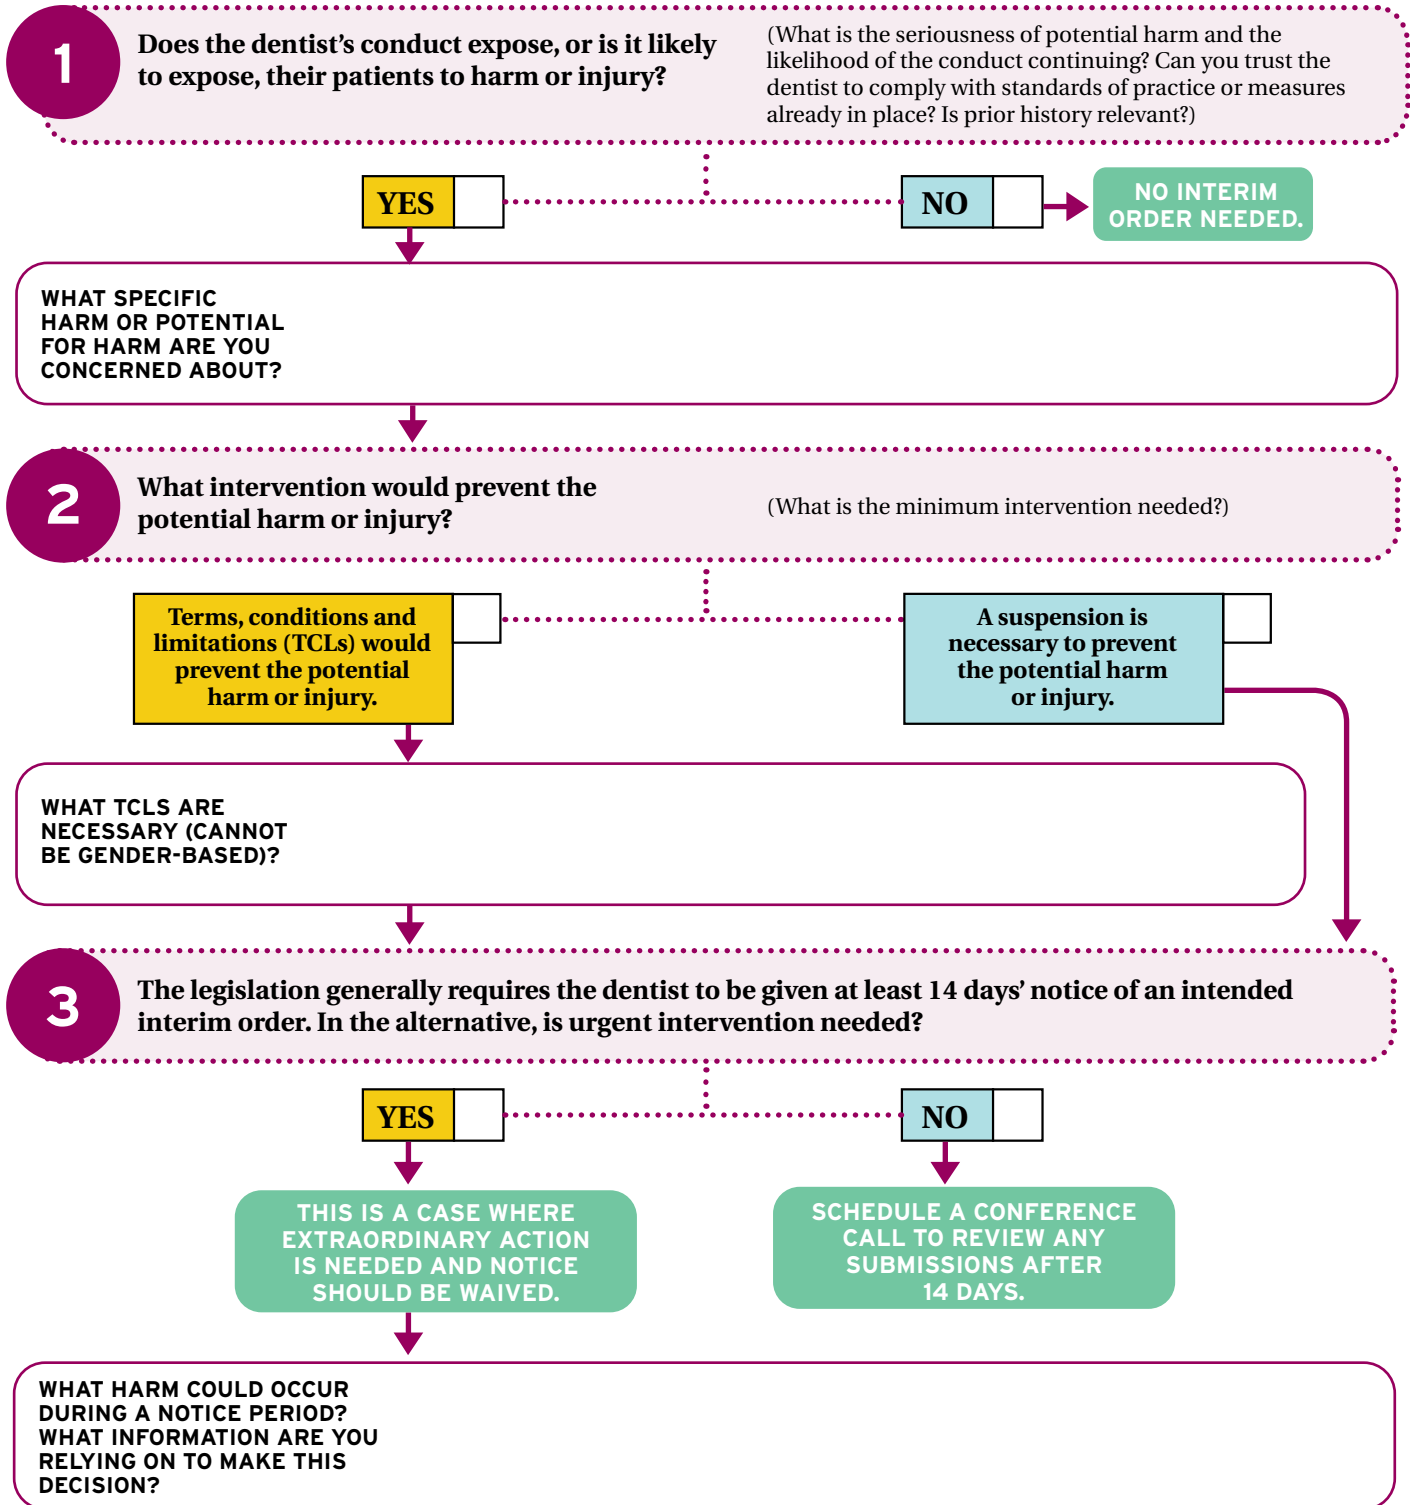 1
Does the dentist’s conduct expose, or is it likely
to expose, their patients to harm or injury?
(What is the seriousness of potential harm and the
likelihood of the conduct continuing? Can you trust the
dentist to comply with standards of practice or measures
already in place? Is prior history relevant?)
YES
NO
NO INTERIM
ORDER NEEDED.
WHAT SPECIFIC
HARM OR POTENTIAL
FOR HARM ARE YOU
CONCERNED ABOUT?
2
What intervention would prevent the
potential harm or injury?
(What is the minimum intervention needed?)
Terms, conditions and
limitations (TCLs) would
prevent the potential
harm or injury.
A suspension is
necessary to prevent
the potential harm
or injury.
WHAT TCLS ARE
NECESSARY (CANNOT
BE GENDER-BASED)?
3
The legislation generally requires the dentist to be given at least 14 days’ notice of an intended
interim order. In the alternative, is urgent intervention needed?
YES
NO
THIS IS A CASE WHERE
EXTRAORDINARY ACTION
IS NEEDED AND NOTICE
SHOULD BE WAIVED.
SCHEDULE A CONFERENCE
CALL TO REVIEW ANY
SUBMISSIONS AFTER
14 DAYS.
WHAT HARM COULD OCCUR
DURING A NOTICE PERIOD?
WHAT INFORMATION ARE YOU
RELYING ON TO MAKE THIS
DECISION?